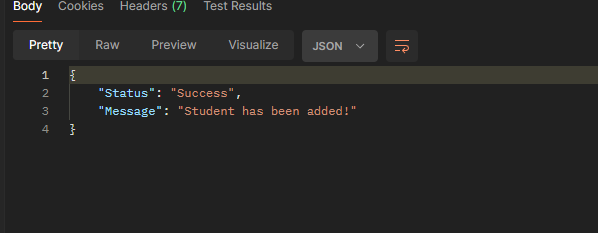 Body Cookies Headers (7) Test Results
Pretty Raw Preview Visualize JSON
1 {
2 "Status": "Success",
3 "Message": "Student has been added!"
4 }